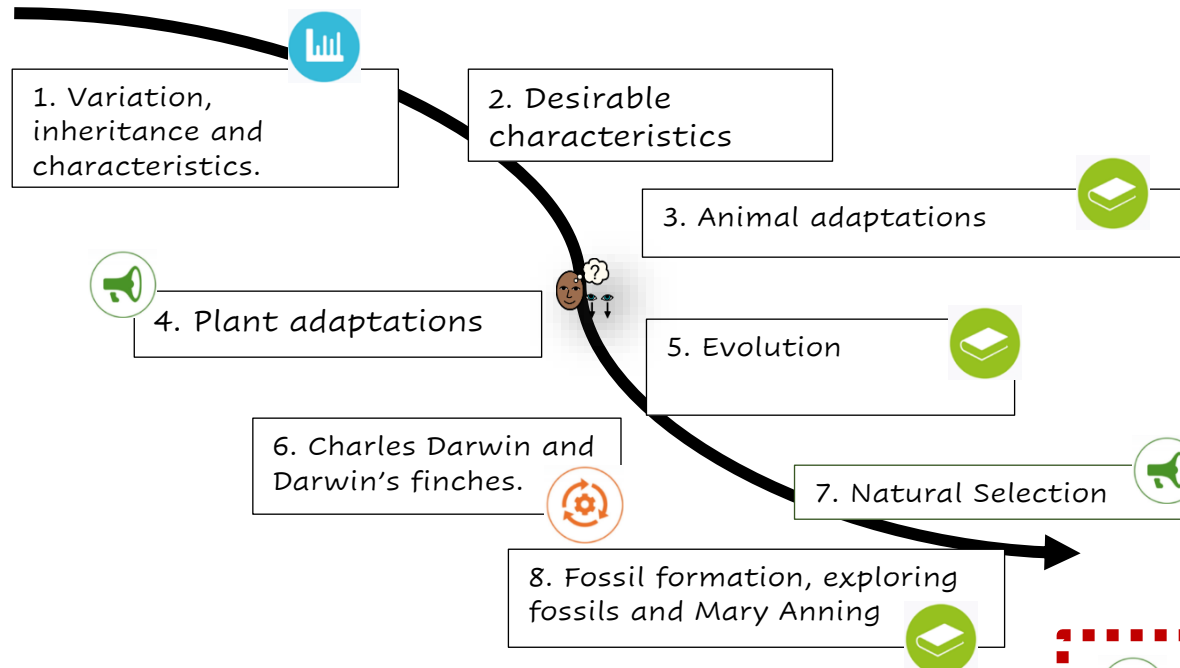 1. Variation,
inheritance and
characteristics.
2. Desirable
characteristics
3. Animal adaptations
4. Plant adaptations
?
5. Evolution
6. Charles Darwin and
Darwin's finches.
7. Natural Selection
8. Fossil formation, exploring
fossils and Mary Anning